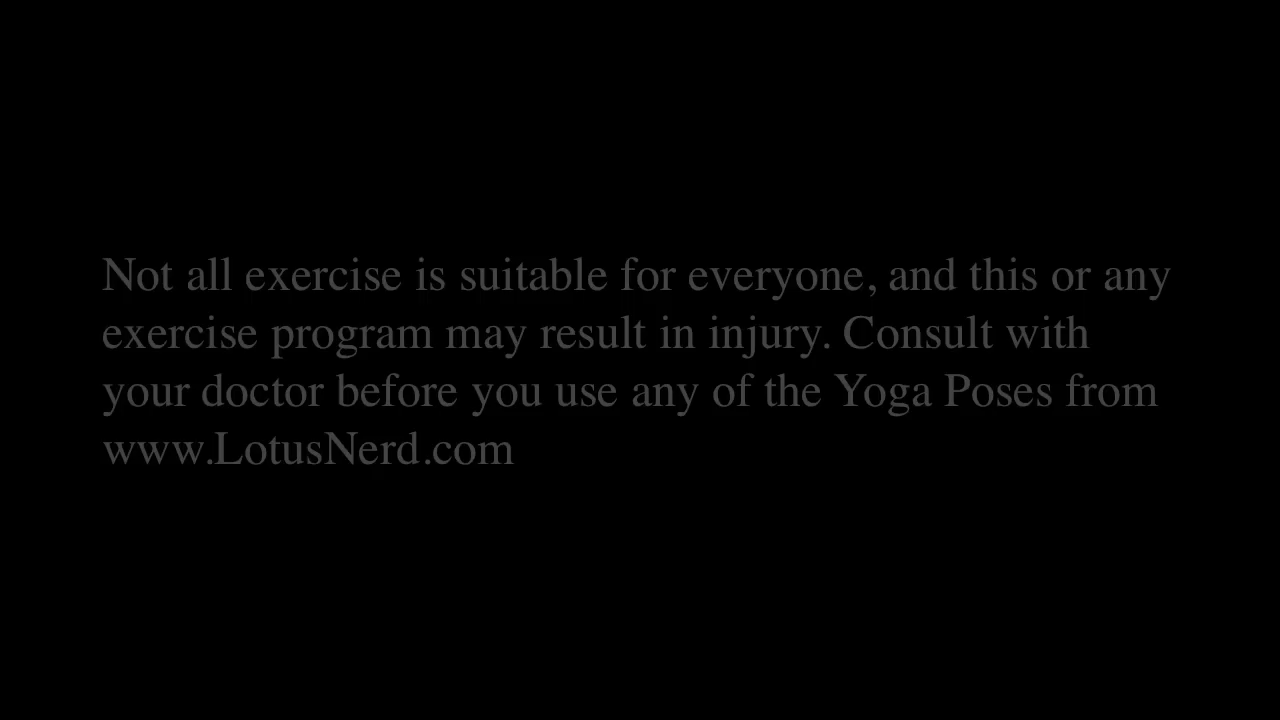 Not all exercise is suitable for everyone, and this or any
exercise program may result in injury. Consult with
your doctor before you use any of the Yoga Poses from
www.LotusNerd.com